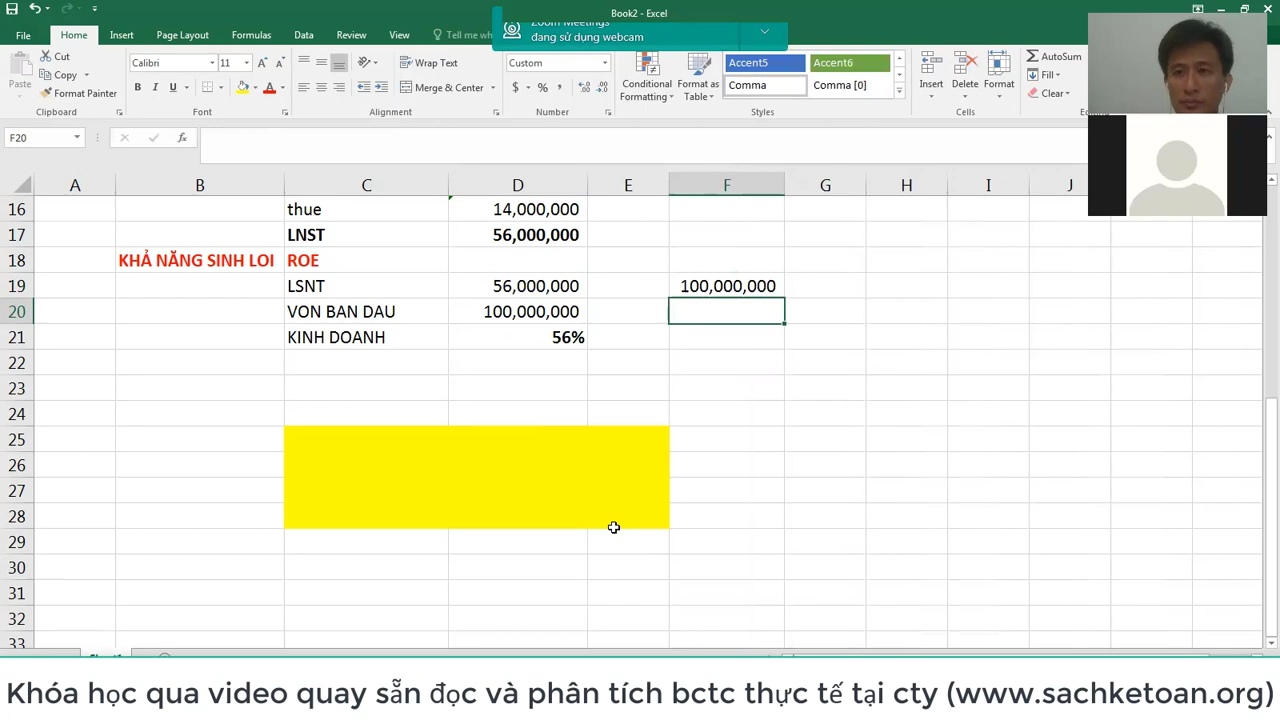 Book2 - Excel
Zoom Meetings
đang sử dụng webcam
File Home Insert Page Layout Formulas Data Review View Tell me
Cut
Copy
Format Painter
Paste
Clipboard
Calibri 11
B I U
Font
Wrap Text
Merge & Center
Alignment
Custom
$ % ,
Number
Conditional Formatting
Format as Table
Accent5 Accent6
Comma Comma [0]
Styles
Insert Delete Format
Cells
AutoSum
Fill
Clear
F20 fx
A B C D E F G H I J
16 thue 14,000,000
17 LNST 56,000,000
18 KHẢ NĂNG SINH LOI ROE
19 LSNT 56,000,000 100,000,000
20 VON BAN DAU 100,000,000
21 KINH DOANH 56%
22
23
24
25
26
27
28
29
30
31
32
33
Khóa học qua video quay sẵn đọc và phân tích bctc thực tế tại cty (www.sachketoan.org)